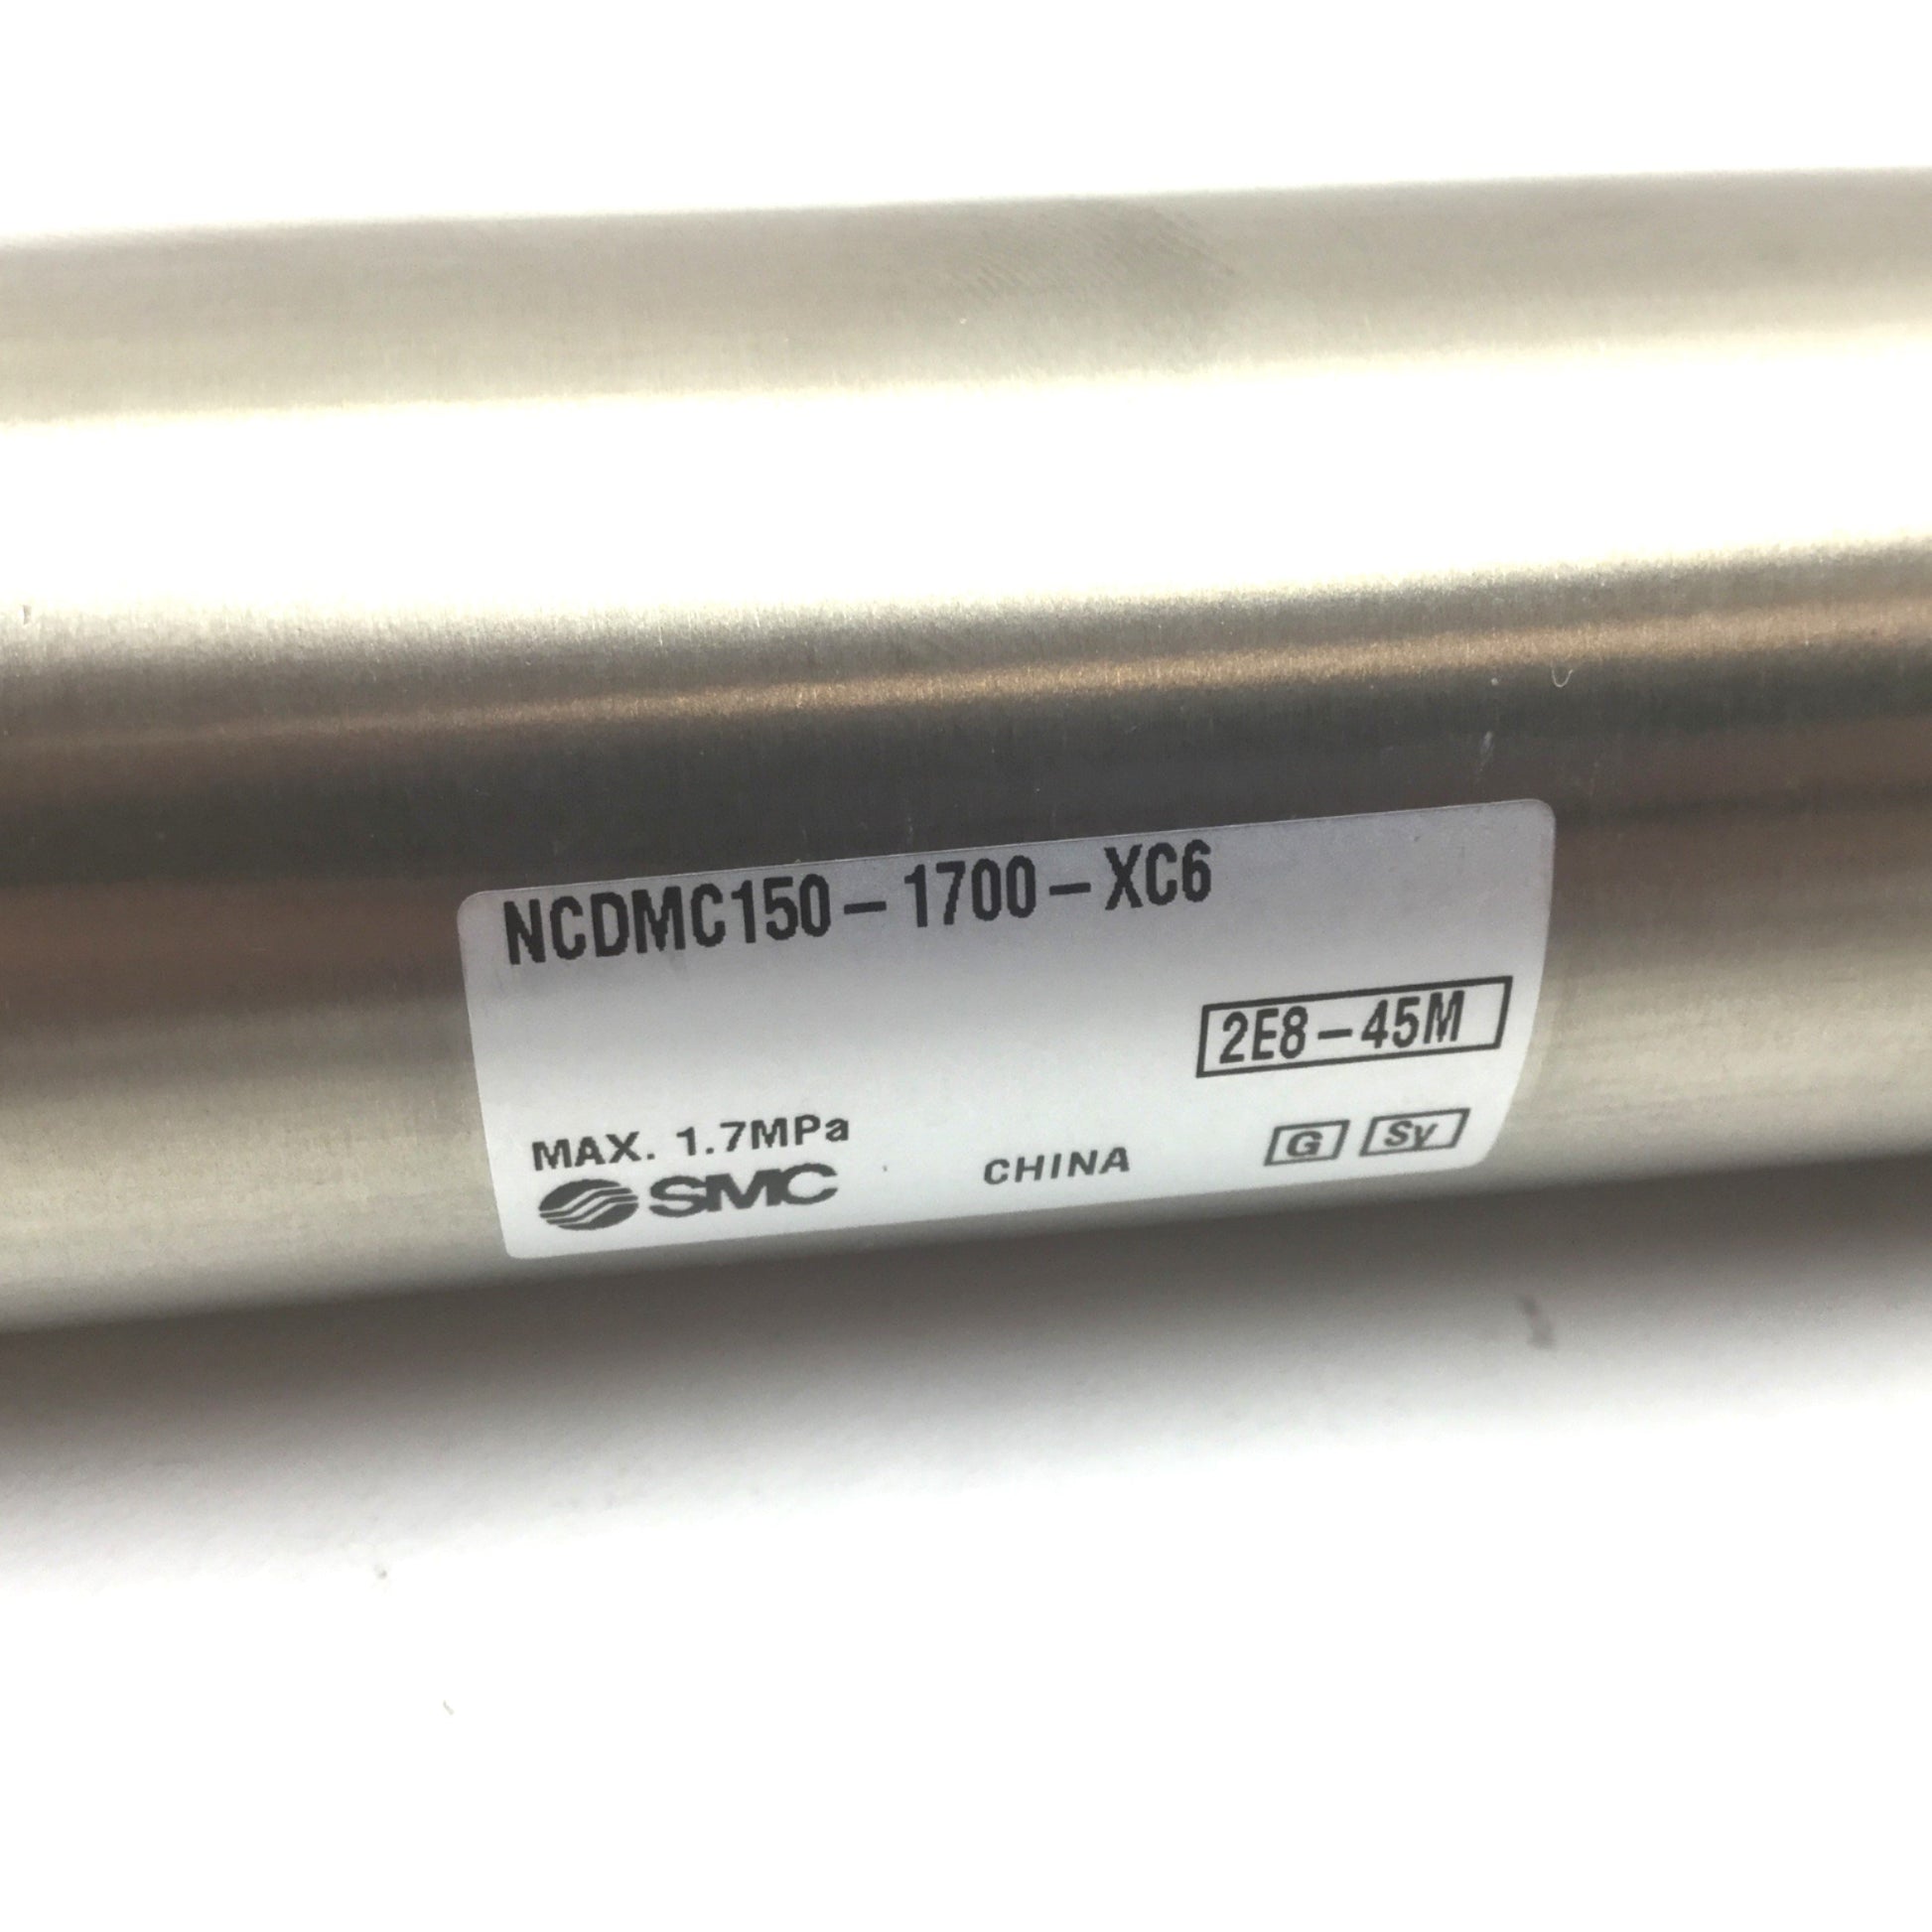 NCDMC150-1700-XC6
2E8-45M
MAX. 1.7MPa
SMC CHINA G Sy